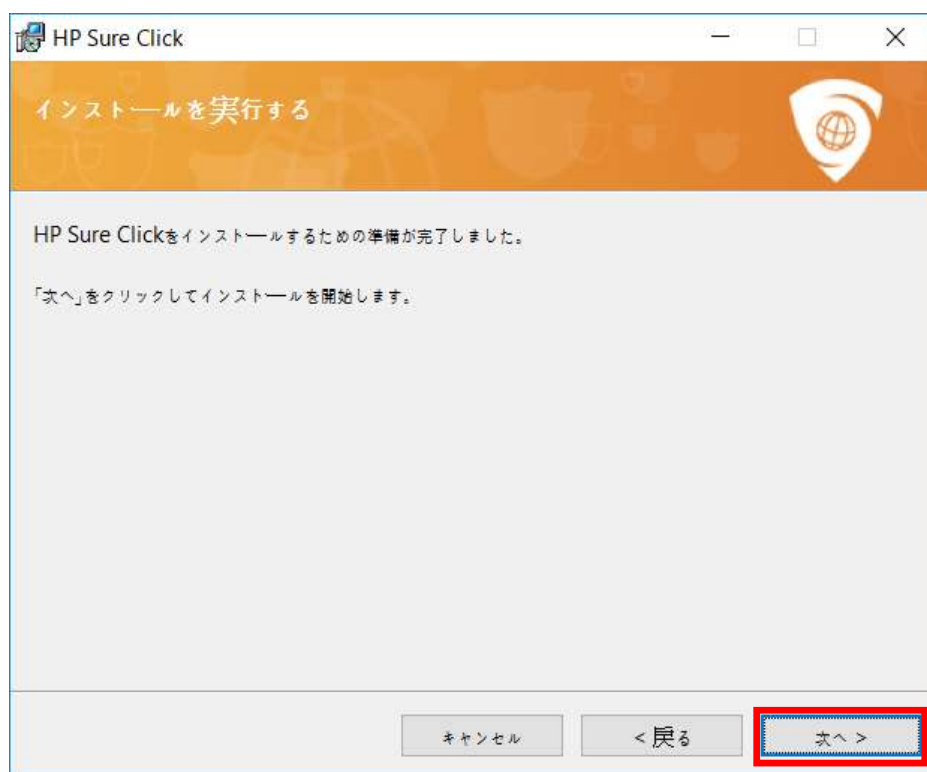 HP Sure Click
インストールを実行する
HP Sure Clickをインストールするための準備が完了しました。
「次へ」をクリックしてインストールを開始します。
キャンセル
< 戻る
次へ >